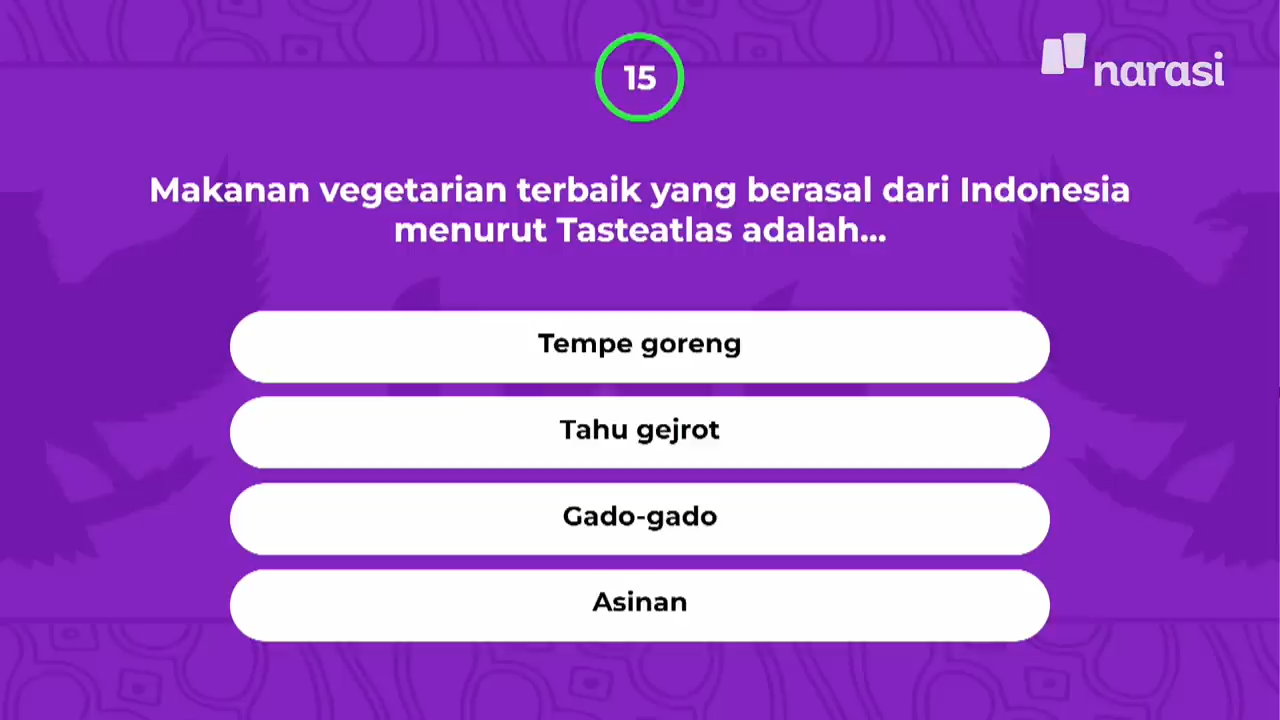 15
narasi
Makanan vegetarian terbaik yang berasal dari Indonesia
menurut Tasteatlas adalah...
Tempe goreng
Tahu gejrot
Gado-gado
Asinan